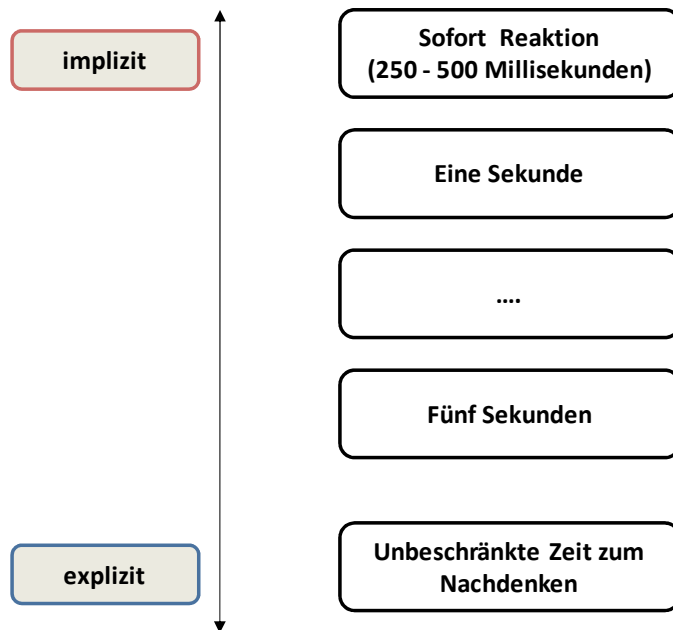 implizit
Sofort Reaktion
(250 - 500 Millisekunden)
Eine Sekunde
....
Fünf Sekunden
explizit
Unbeschränkte Zeit zum
Nachdenken